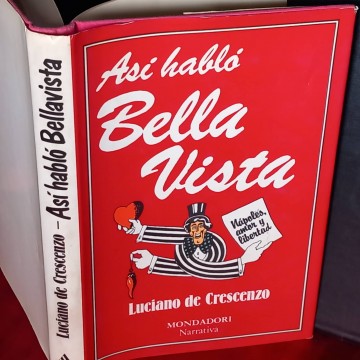 Así habló
Bella
Vista
Nápoles,
amor y
libertad
Luciano de Crescenzo
MONDADORI
Narrativa
Luciano de Crescenzo – Así habló Bellavista